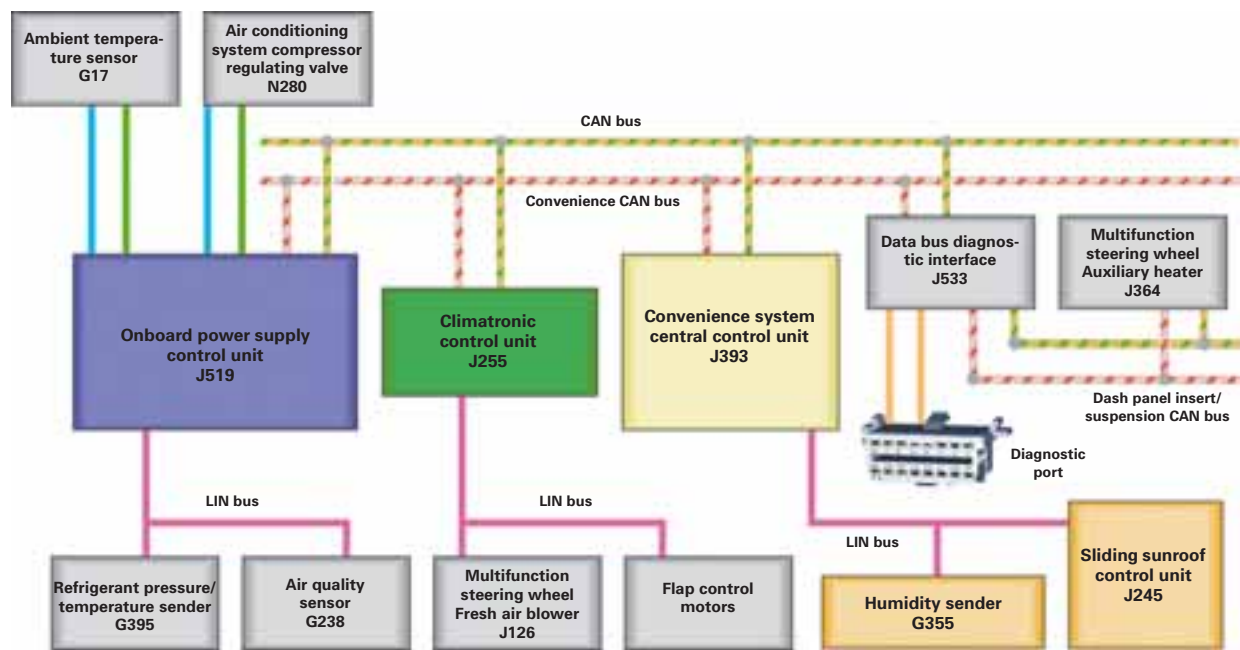 Ambient tempera-
ture sensor
G17
Air conditioning
system compressor
regulating valve
N280
CAN bus
Convenience CAN bus
Onboard power supply
control unit
J519
Climatronic
control unit
J255
Convenience system
central control unit
J393
Data bus diagnos-
tic interface
J533
Multifunction
steering wheel
Auxiliary heater
J364
Dash panel insert/
suspension CAN bus
Diagnostic
port
LIN bus
LIN bus
LIN bus
Refrigerant pressure/
temperature sender
G395
Air quality
sensor
G238
Multifunction
steering wheel
Fresh air blower
J126
Flap control
motors
Humidity sender
G355
Sliding sunroof
control unit
J245